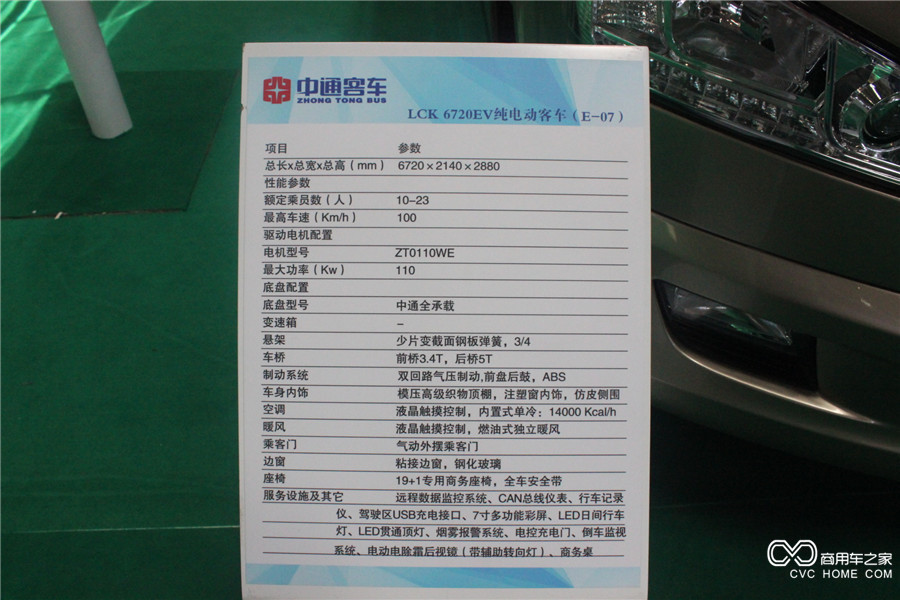 中通客车
ZHONG TONG BUS
LCK 6720EV纯电动客车（E-07）
项目 参数
总长x总宽x总高（mm） 6720×2140×2880
性能参数
额定乘员数（人） 10-23
最高车速（Km/h） 100
驱动电机配置
电机型号 ZT0110WE
最大功率（Kw） 110
底盘配置
底盘型号 中通全承载
变速箱 -
悬架 少片变截面钢板弹簧，3/4
车桥 前桥3.4T，后桥5T
制动系统 双回路气压制动,前盘后鼓，ABS
车身内饰 模压高级织物顶棚，注塑窗内饰，仿皮侧围
空调 液晶触摸控制，内置式单冷：14000 Kcal/h
暖风 液晶触摸控制，燃油式独立暖风
乘客门 气动外摆乘客门
边窗 粘接边窗，钢化玻璃
座椅 19+1专用商务座椅，全车安全带
服务设施及其它 远程数据监控系统、CAN总线仪表、行车记录
仪、驾驶区USB充电接口、7寸多功能彩屏、LED日间行车
灯、LED贯通顶灯、烟雾报警系统、电控充电门、倒车监视
系统、电动电除霜后视镜（带辅助转向灯）、商务桌
商用车之家
CVC HOME COM